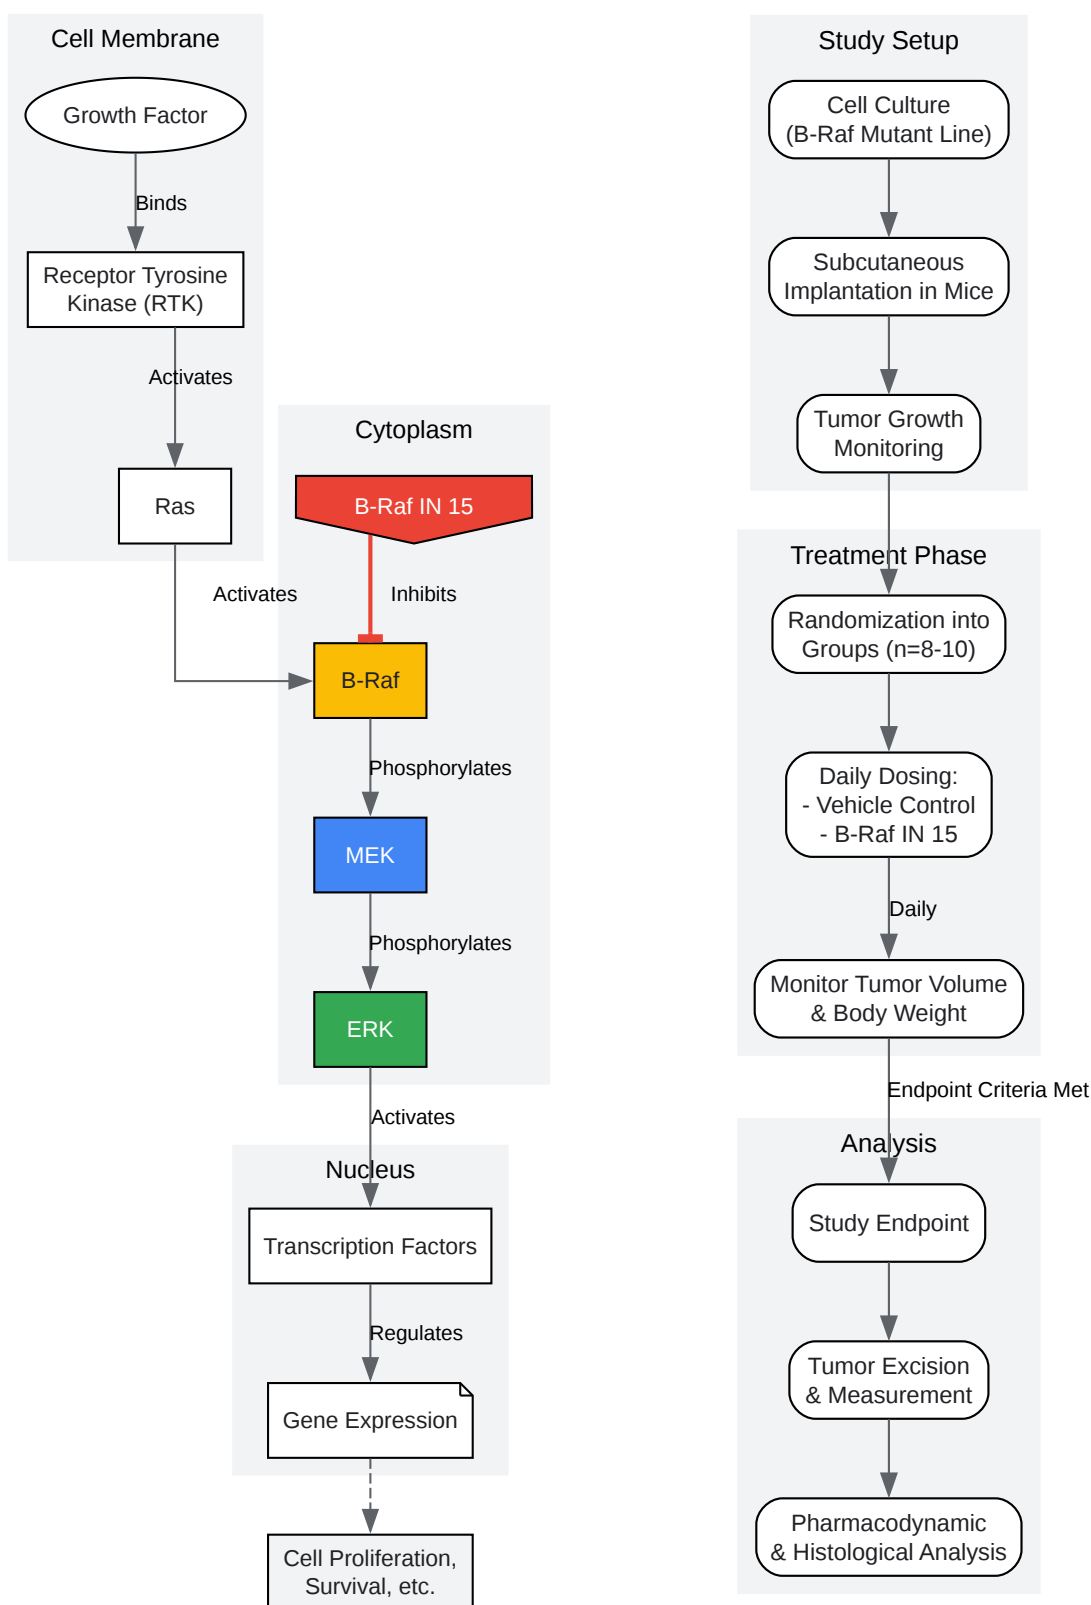 Cell Membrane
Growth Factor
Binds
Receptor Tyrosine
Kinase (RTK)
Activates
Ras
Activates
Cytoplasm
B-Raf IN 15
Inhibits
B-Raf
Phosphorylates
MEK
Phosphorylates
ERK
Activates
Nucleus
Transcription Factors
Regulates
Gene Expression
Cell Proliferation,
Survival, etc.
Study Setup
Cell Culture
(B-Raf Mutant Line)
Subcutaneous
Implantation in Mice
Tumor Growth
Monitoring
Treatment Phase
Randomization into
Groups (n=8-10)
Daily Dosing:
- Vehicle Control
- B-Raf IN 15
Daily
Monitor Tumor Volume
& Body Weight
Endpoint Criteria Met
Analysis
Study Endpoint
Tumor Excision
& Measurement
Pharmacodynamic
& Histological Analysis